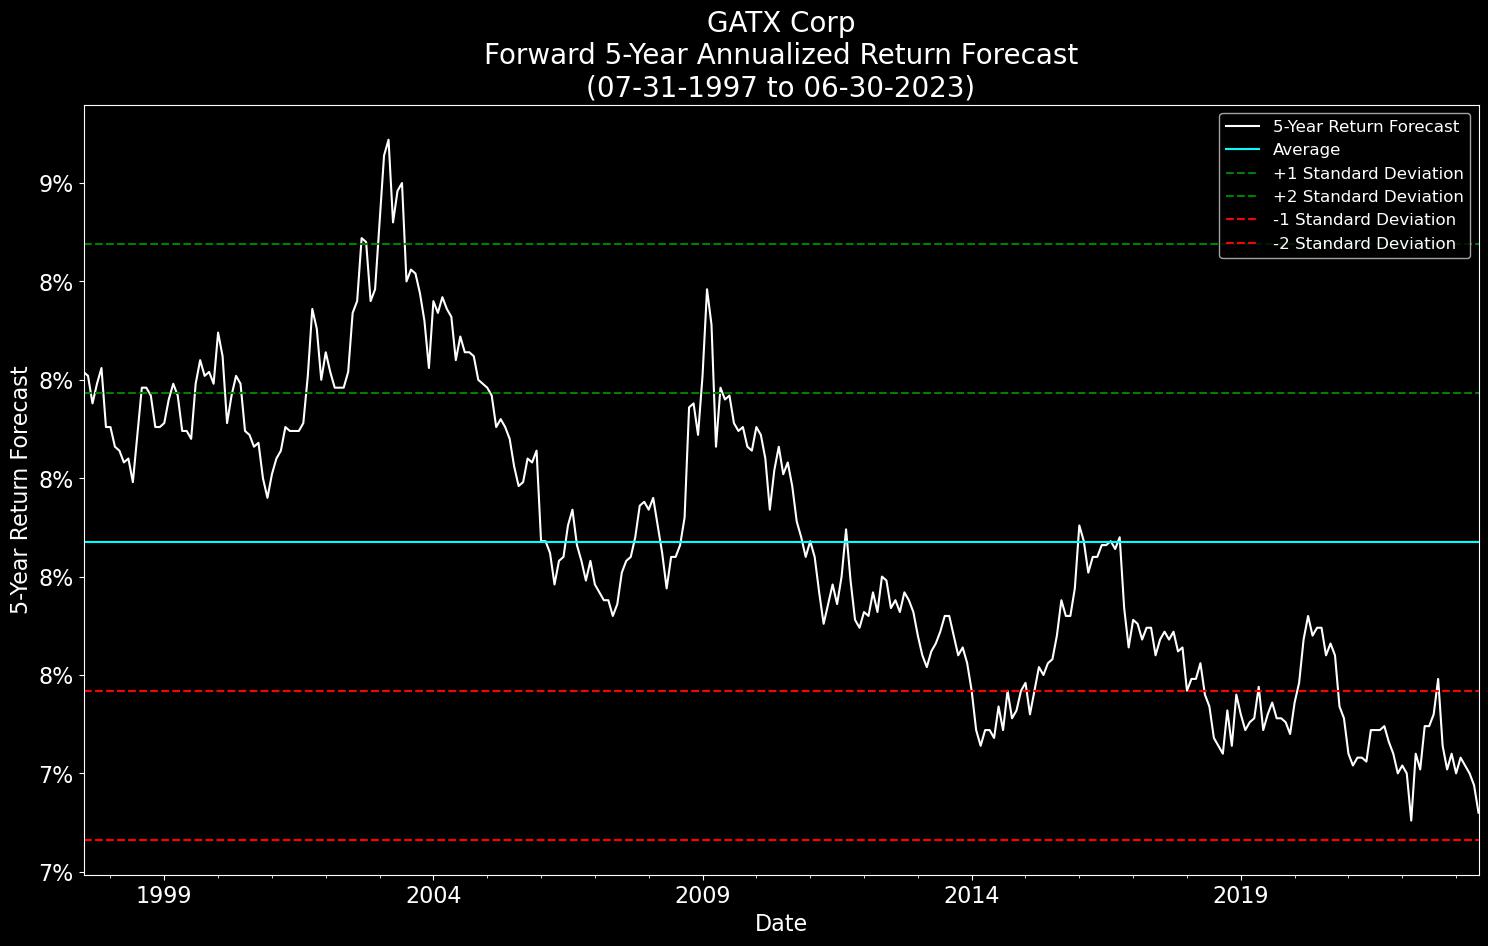 GATX Corp
Forward 5-Year Annualized Return Forecast
(07-31-1997 to 06-30-2023)
5-Year Return Forecast
Average
+1 Standard Deviation
+2 Standard Deviation
-1 Standard Deviation
-2 Standard Deviation
5-Year Return Forecast
9%
8%
8%
8%
8%
8%
7%
7%
1999
2004
2009
2014
2019
Date